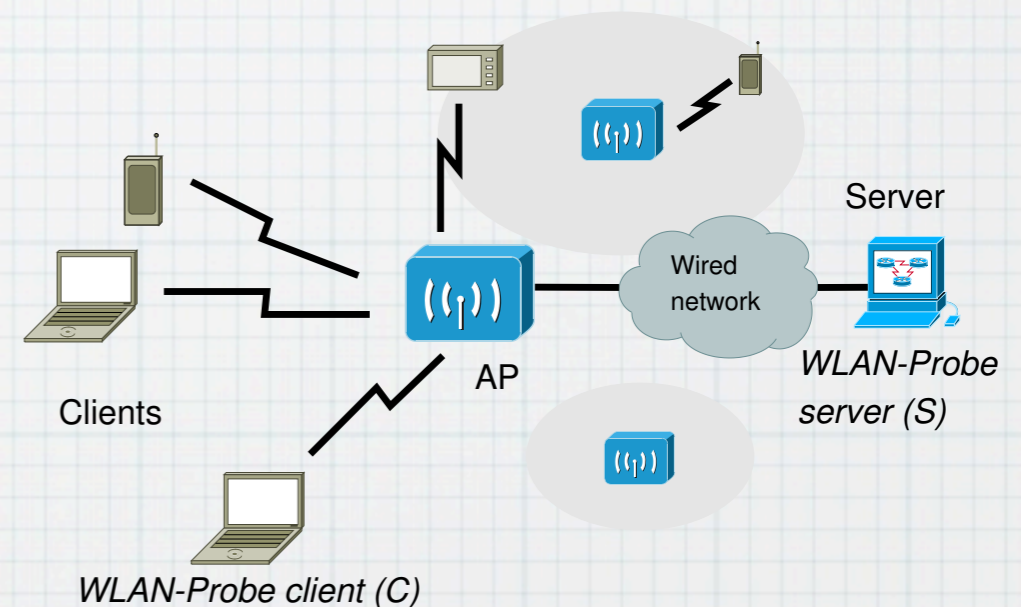 Server
Wired
network
AP
WLAN-Probe
server (S)
Clients
WLAN-Probe client (C)